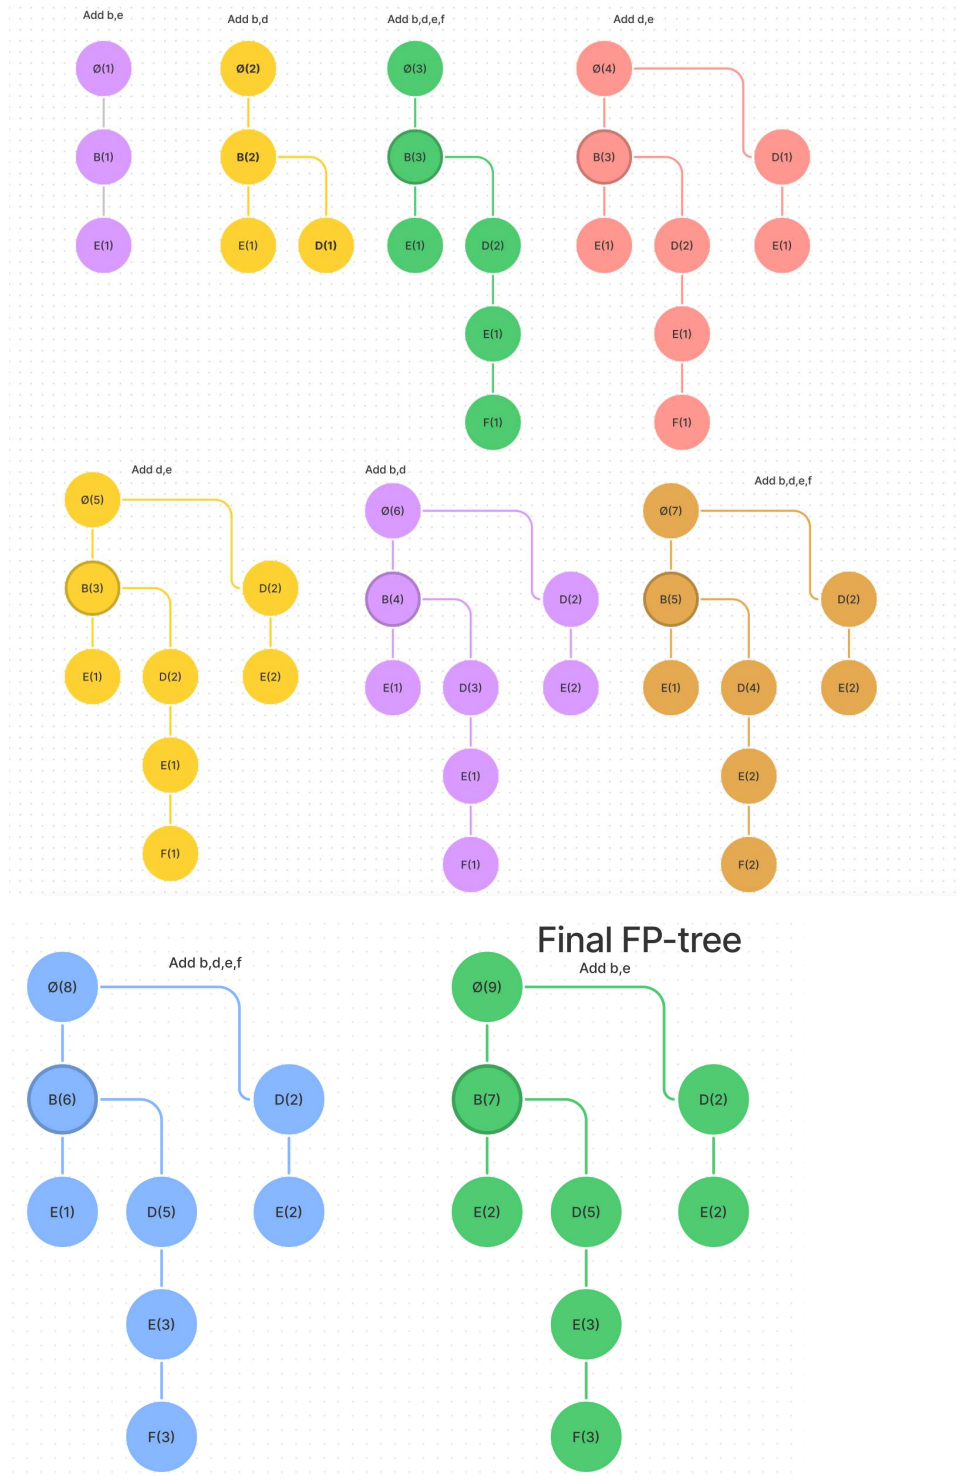 Add b,e
Add b,d
Add b,d,e,f
Add d,e
Ø(1)
Ø(2)
Ø(3)
Ø(4)
B(1)
B(2)
B(3)
B(3)
D(1)
E(1)
E(1)
D(1)
E(1)
D(2)
E(1)
D(2)
E(1)
E(1)
E(1)
F(1)
F(1)
Add d,e
Add b,d
Add b,d,e,f
Ø(5)
Ø(6)
Ø(7)
B(3)
D(2)
B(4)
D(2)
B(5)
D(2)
E(1)
D(2)
E(2)
E(1)
D(3)
E(2)
E(1)
D(4)
E(2)
E(1)
E(1)
E(2)
F(1)
F(1)
F(2)
Final FP-tree
Add b,d,e,f
Add b,e
Ø(8)
Ø(9)
B(6)
D(2)
B(7)
D(2)
E(1)
D(5)
E(2)
E(2)
D(5)
E(2)
E(3)
E(3)
F(3)
F(3)